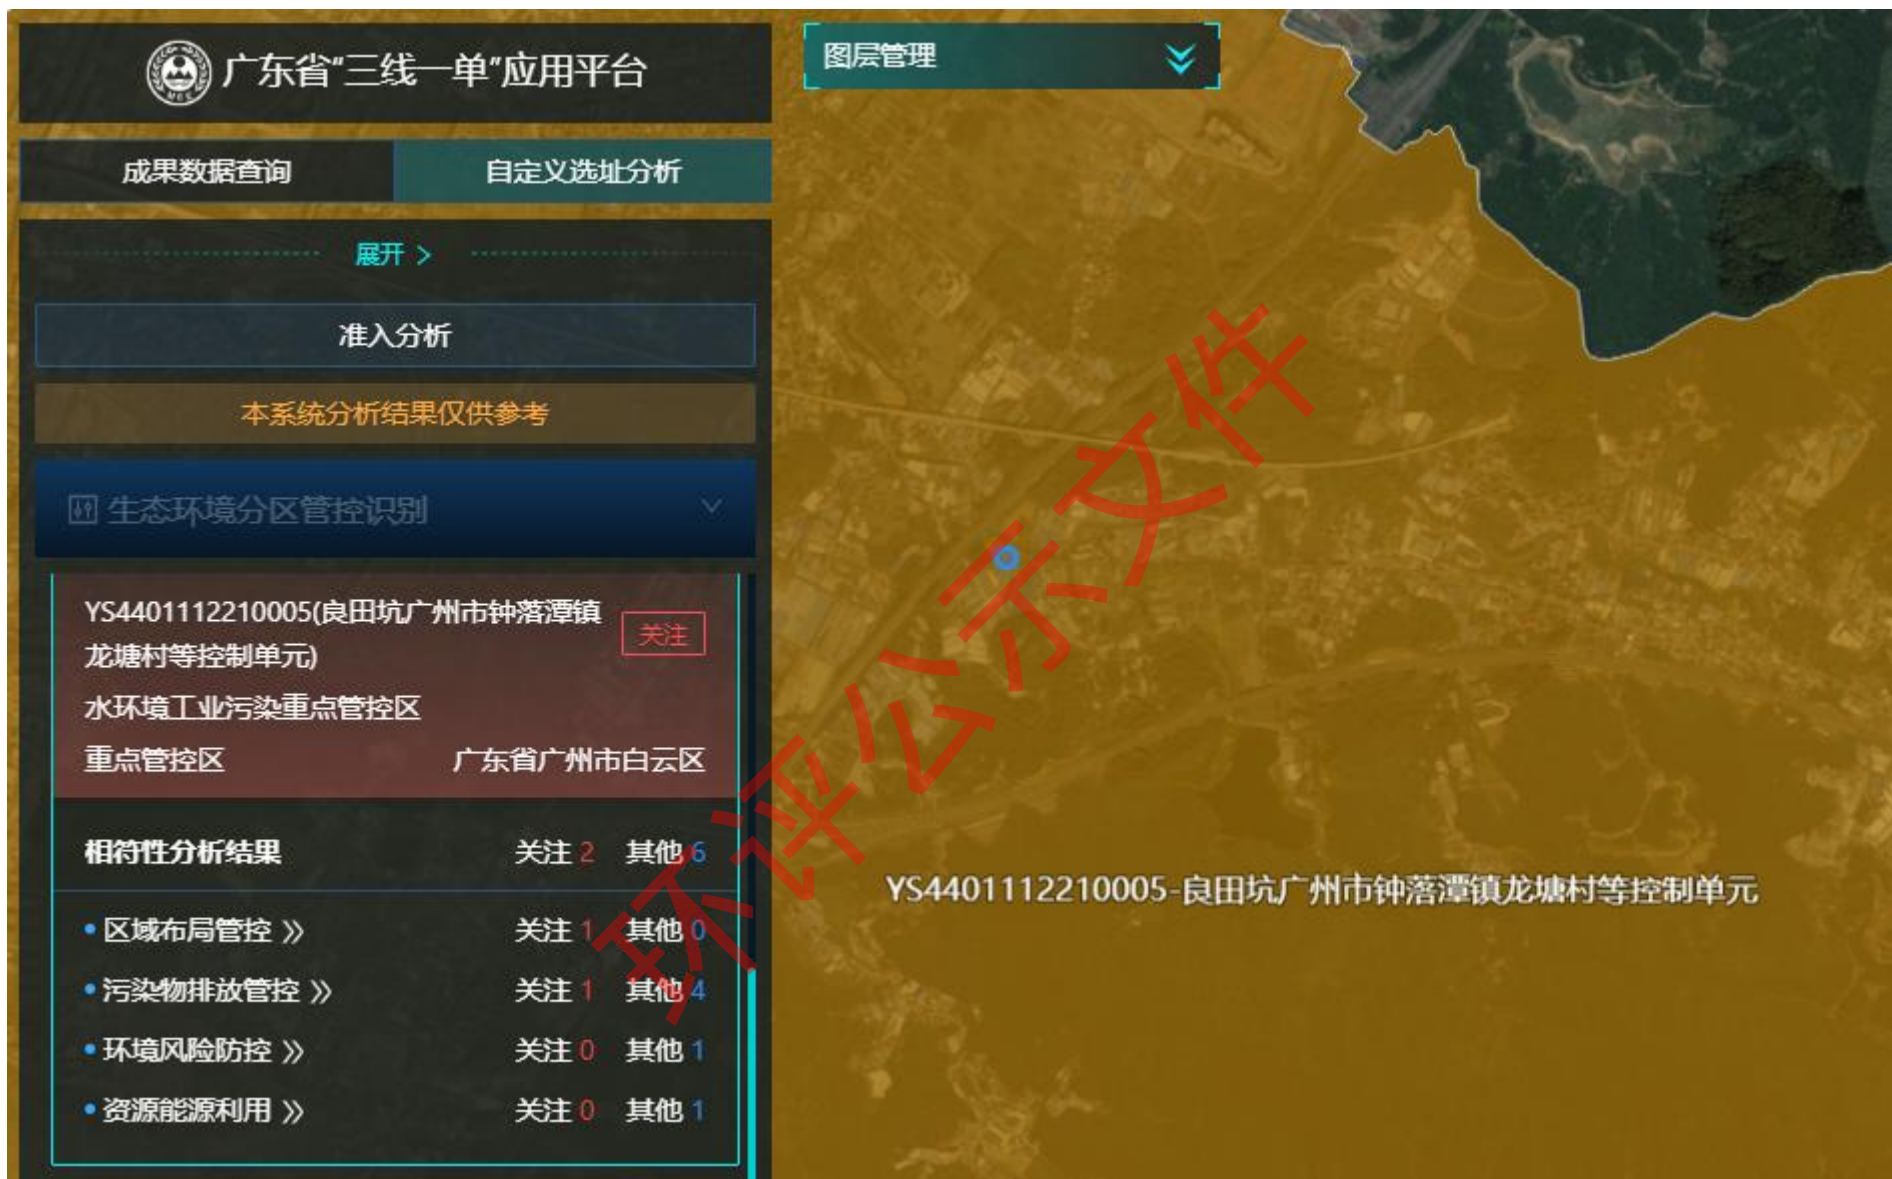 广东省“三线一单”应用平台
图层管理
成果数据查询
自定义选址分析
展开 >
准入分析
本系统分析结果仅供参考
生态环境分区管控识别
YS4401112210005(良田坑广州市钟落潭镇
龙塘村等控制单元)
关注
水环境工业污染重点管控区
重点管控区 广东省广州市白云区
相符性分析结果 关注 2 其他 6
区域布局管控 关注 1 其他 0
污染物排放管控 关注 1 其他 4
环境风险防控 关注 0 其他 1
资源能源利用 关注 0 其他 1
YS4401112210005-良田坑广州市钟落潭镇龙塘村等控制单元
环评公示文件